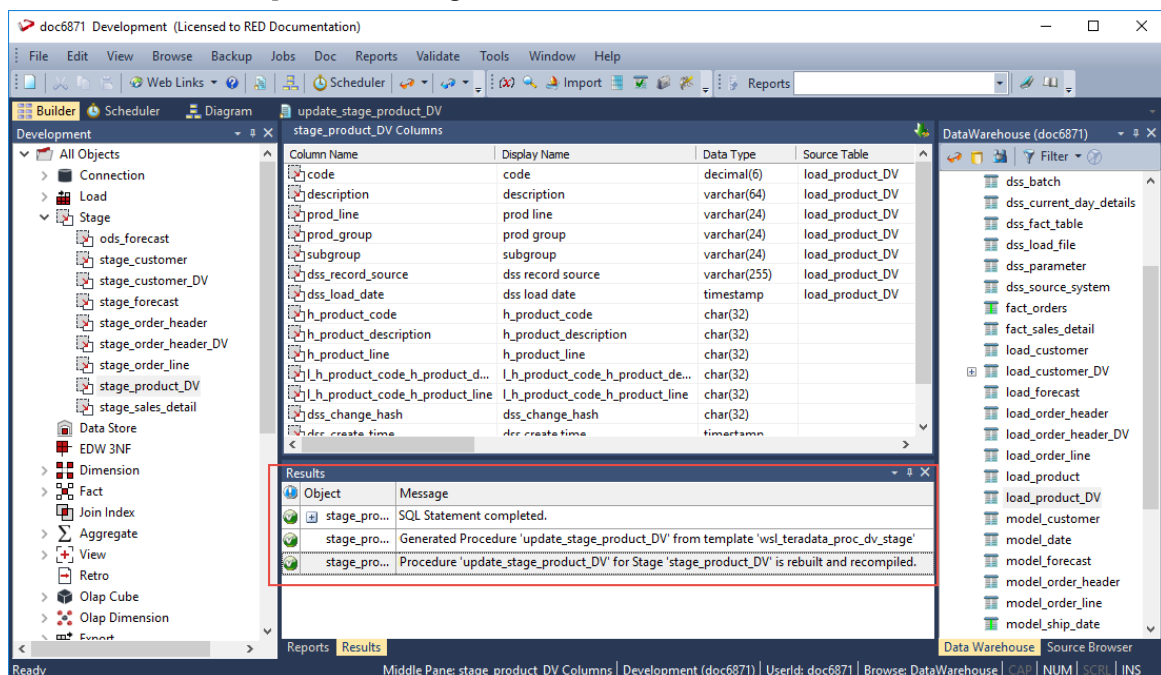 doc6871 Development (Licensed to RED Documentation)
File Edit View Browse Backup Jobs Doc Reports Validate Tools Window Help
Web Links Scheduler (x) Import Reports
Builder Scheduler Diagram update_stage_product_DV
Development
All Objects
Connection
Load
Stage
ods_forecast
stage_customer
stage_customer_DV
stage_forecast
stage_order_header
stage_order_header_DV
stage_order_line
stage_product_DV
stage_sales_detail
Data Store
EDW 3NF
Dimension
Fact
Join Index
Aggregate
View
Retro
Olap Cube
Olap Dimension
Export
stage_product_DV Columns
Column Name Display Name Data Type Source Table
code code decimal(6) load_product_DV
description description varchar(64) load_product_DV
prod_line prod line varchar(24) load_product_DV
prod_group prod group varchar(24) load_product_DV
subgroup subgroup varchar(24) load_product_DV
dss_record_source dss record source varchar(255) load_product_DV
dss_load_date dss load date timestamp load_product_DV
h_product_code h_product_code char(32)
h_product_description h_product_description char(32)
h_product_line h_product_line char(32)
l_h_product_code_h_product_d... l_h_product_code_h_product_de... char(32)
l_h_product_code_h_product_line l_h_product_code_h_product_line char(32)
dss_change_hash dss_change_hash char(32)
dss_create_time dss create time timestamp
Results
Object Message
stage_pro... SQL Statement completed.
stage_pro... Generated Procedure 'update_stage_product_DV' from template 'wsl_teradata_proc_dv_stage'
stage_pro... Procedure 'update_stage_product_DV' for Stage 'stage_product_DV' is rebuilt and recompiled.
Reports Results
DataWarehouse (doc6871)
Filter
dss_batch
dss_current_day_details
dss_fact_table
dss_load_file
dss_parameter
dss_source_system
fact_orders
fact_sales_detail
load_customer
load_customer_DV
load_forecast
load_order_header
load_order_header_DV
load_order_line
load_product
load_product_DV
model_customer
model_date
model_forecast
model_order_header
model_order_line
model_ship_date
Data Warehouse Source Browser
Ready Middle Pane: stage_product_DV Columns Development (doc6871) UserId: doc6871 Browse: DataWarehouse CAP NUM SCRL INS